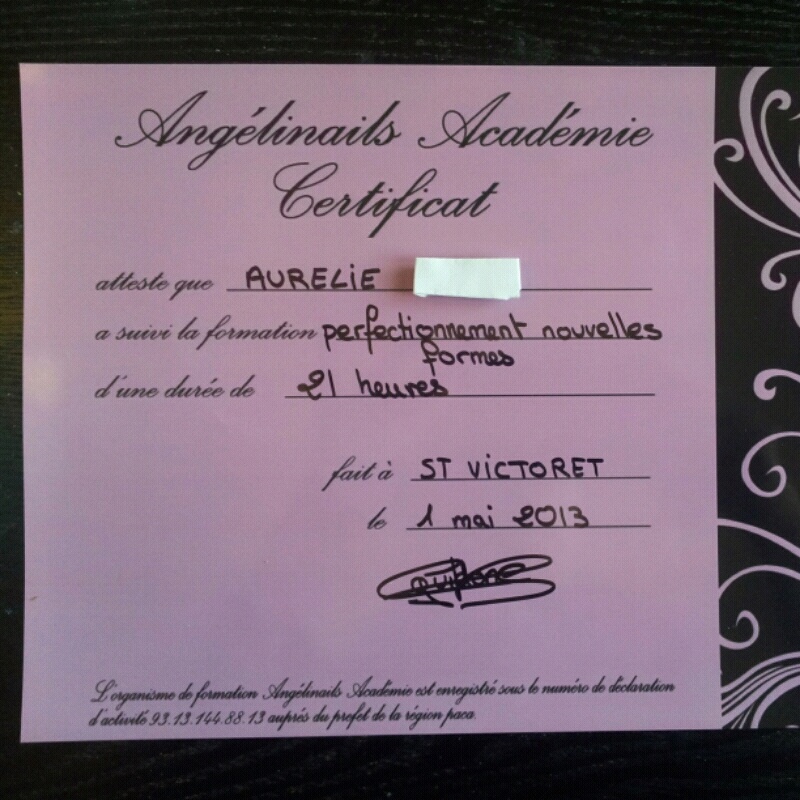 Angélinails Académie
Certificat
atteste que AURELIE
a suivi la formation perfectionnement nouvelles
formes
d'une durée de 21 heures
fait à ST VICTORET
le 1 mai 2013
L'organisme de formation Angélinails Académie est enregistré sous le numéro de déclaration
d'activité 93.13.144.88.13 auprés du prefet de la région paca